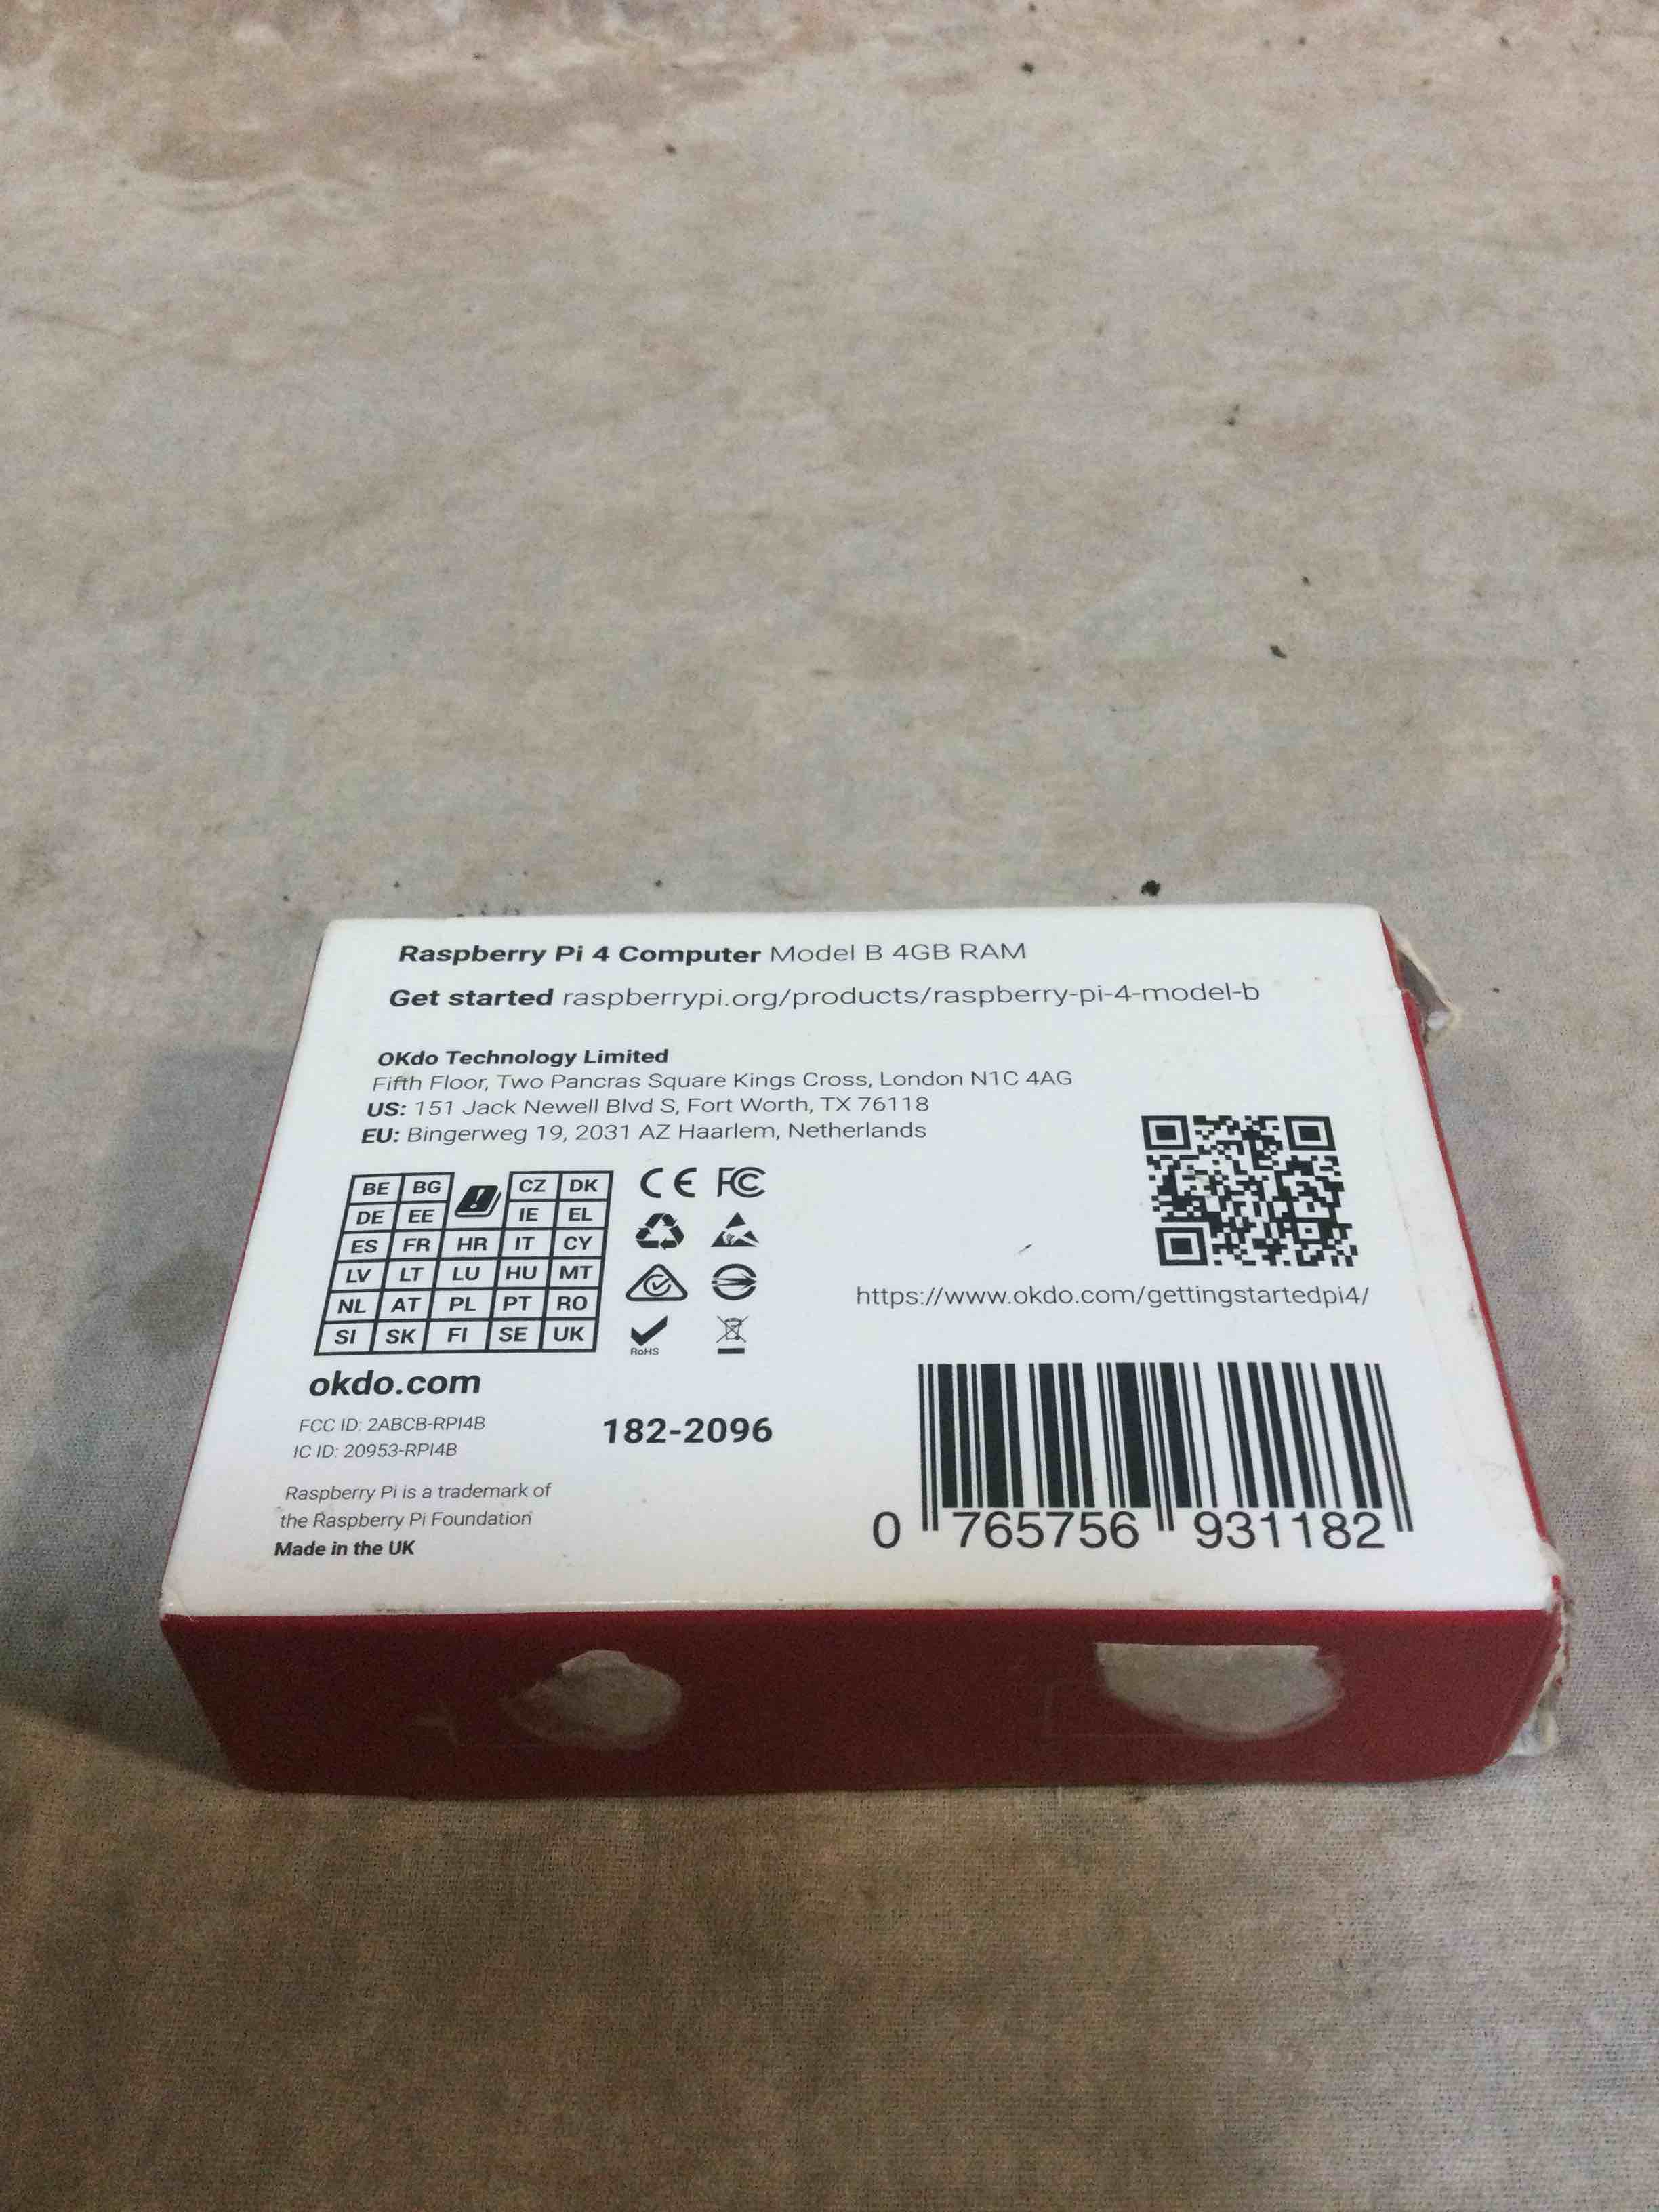 Raspberry Pi 4 Computer Model B 4GB RAM
Get started raspberrypi.org/products/raspberry-pi-4-model-b
OKdo Technology Limited
Fifth Floor, Two Pancras Square Kings Cross, London N1C 4AG
US: 151 Jack Newell Blvd S, Fort Worth, TX 76118
EU: Bingerweg 19, 2031 AZ Haarlem, Netherlands
BE BG ! CZ DK
DE EE IE EL
ES FR HR IT CY
LV LT LU HU MT
NL AT PL PT RO
SI SK FI SE UK
CE FC
RoHS
https://www.okdo.com/gettingstartedpi4/
okdo.com
FCC ID: 2ABCB-RPI4B
IC ID: 20953-RPI4B
182-2096
Raspberry Pi is a trademark of
the Raspberry Pi Foundation
Made in the UK
0 765756 931182